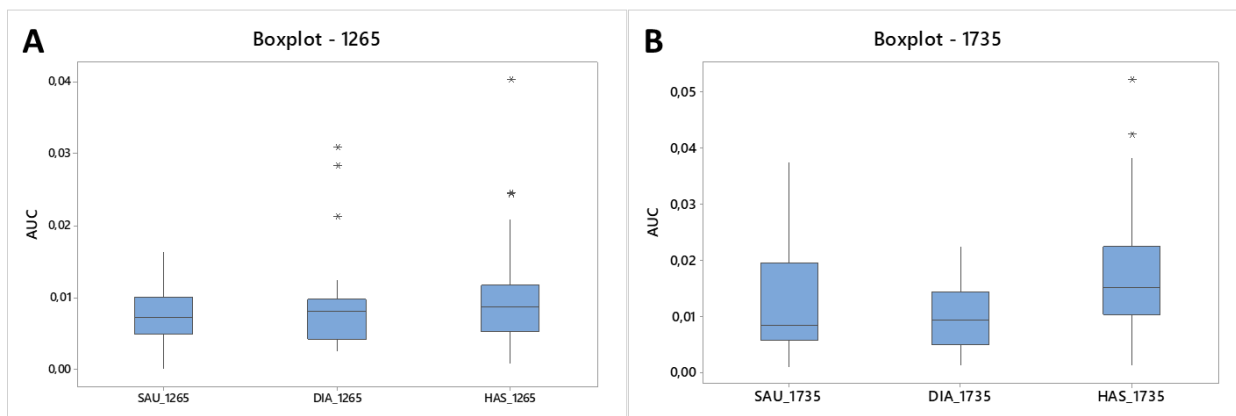 A
Boxplot - 1265
AUC
0,04
0,03
0,02
0,01
0,00
SAU_1265 DIA_1265 HAS_1265
B
Boxplot - 1735
AUC
0,05
0,04
0,03
0,02
0,01
0,00
SAU_1735 DIA_1735 HAS_1735